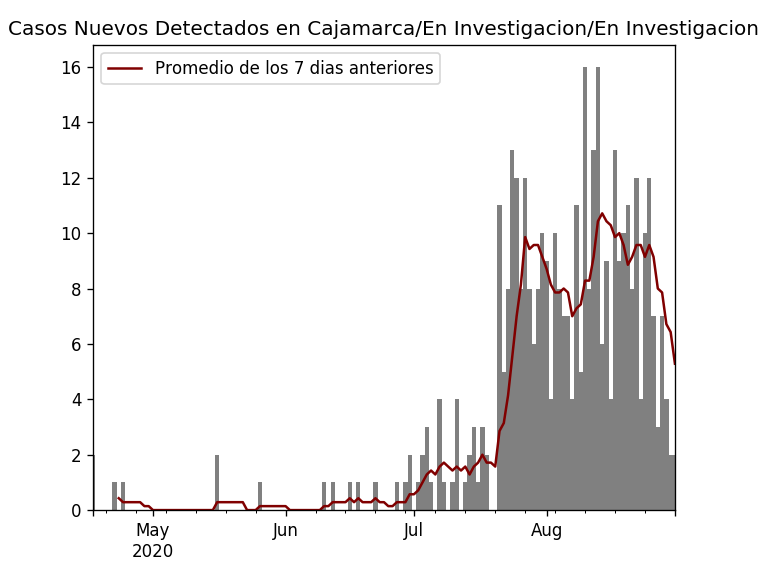 Casos Nuevos Detectados en Cajamarca/En Investigacion/En Investigacion
Promedio de los 7 dias anteriores
16
14
12
10
8
6
4
2
0
May
2020
Jun
Jul
Aug